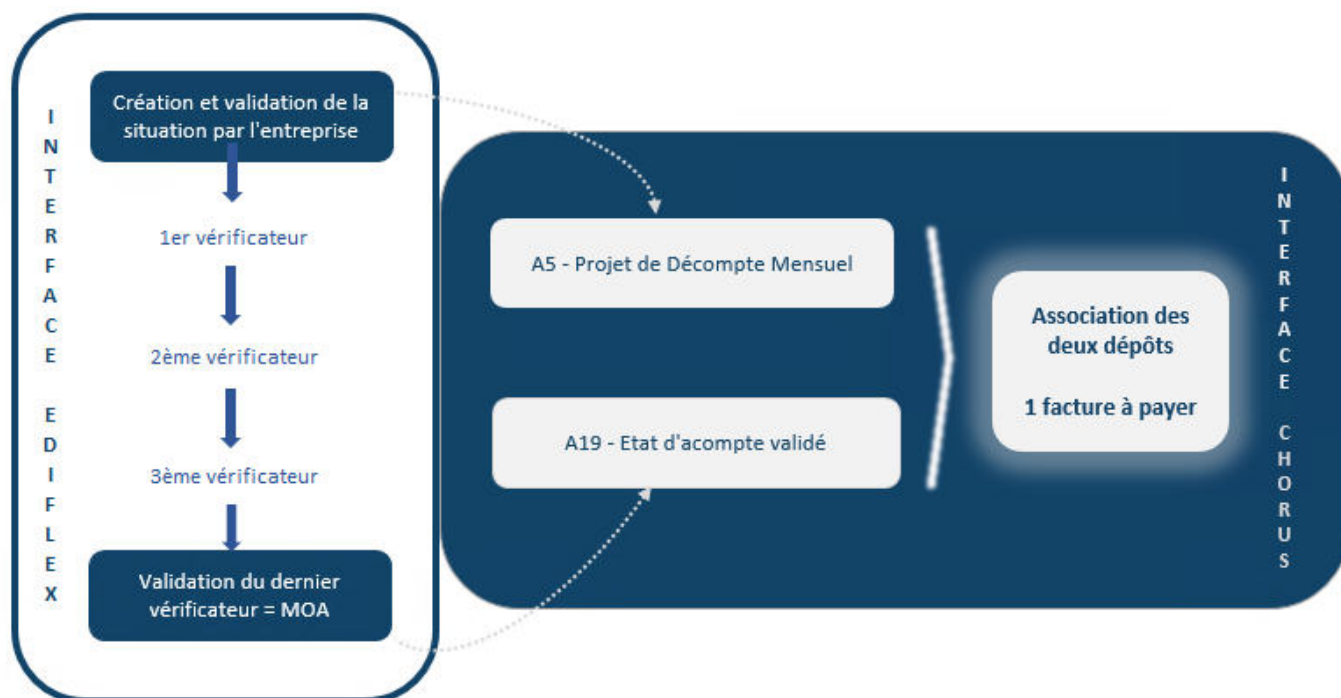 INTERFACE EDIFLEX
Création et validation de la
situation par l'entreprise
1er vérificateur
2ème vérificateur
3ème vérificateur
Validation du dernier
vérificateur = MOA
A5 - Projet de Décompte Mensuel
A19 - Etat d'acompte validé
Association des
deux dépôts
1 facture à payer
INTERFACE CHORUS